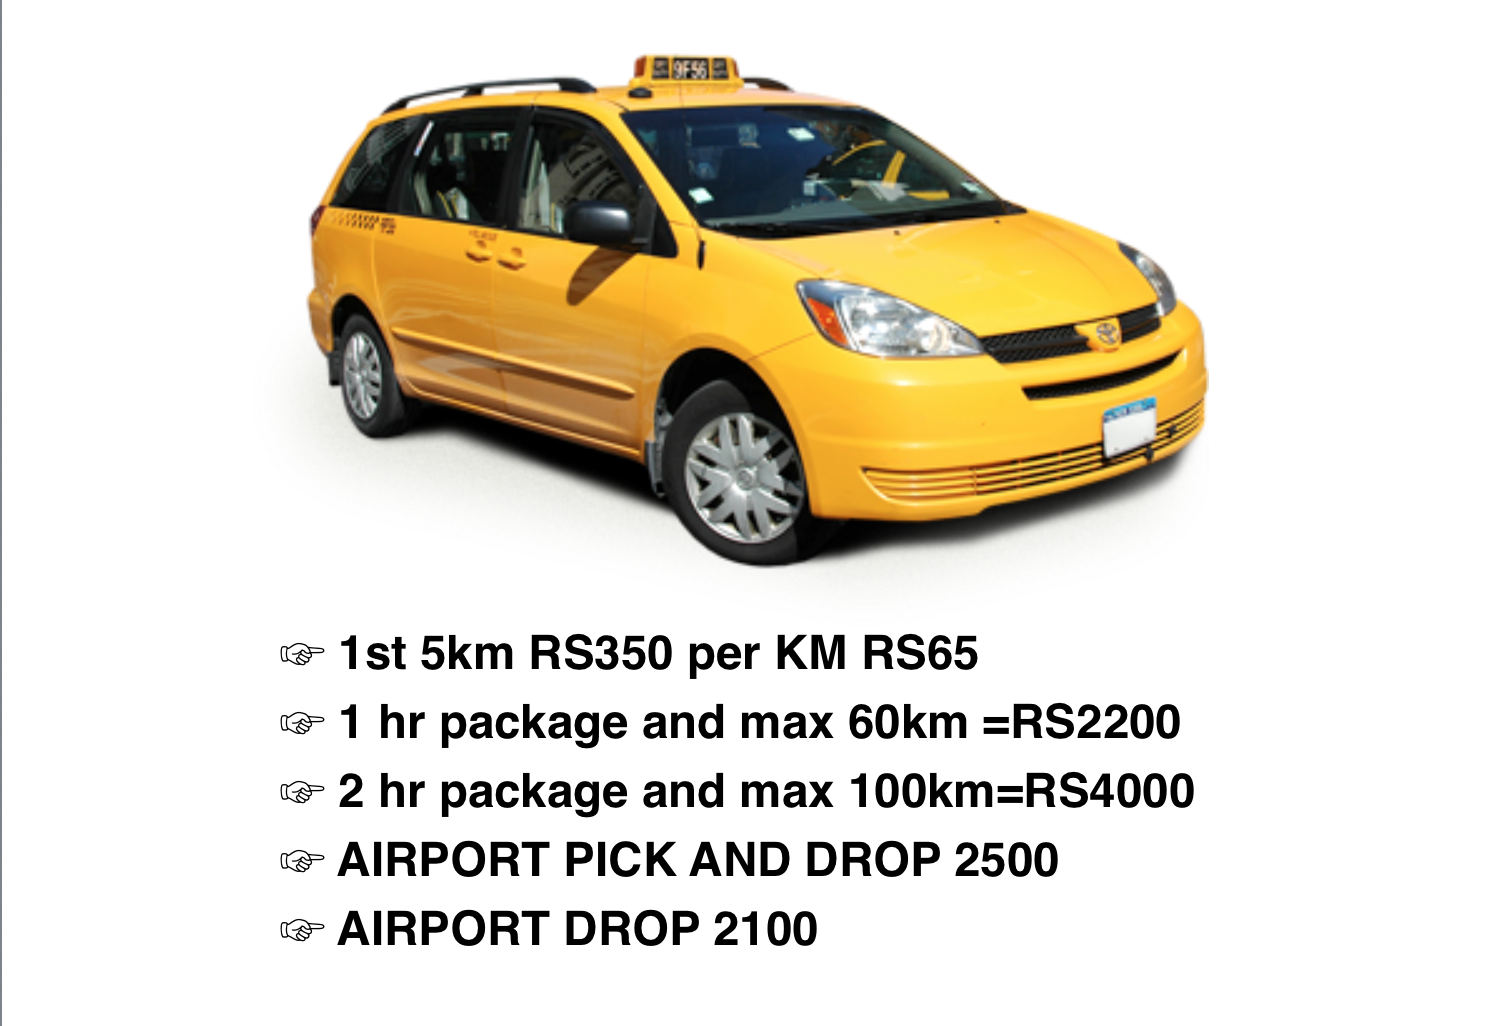 9F56
☞ 1st 5km RS350 per KM RS65
☞ 1 hr package and max 60km =RS2200
☞ 2 hr package and max 100km=RS4000
☞ AIRPORT PICK AND DROP 2500
☞ AIRPORT DROP 2100